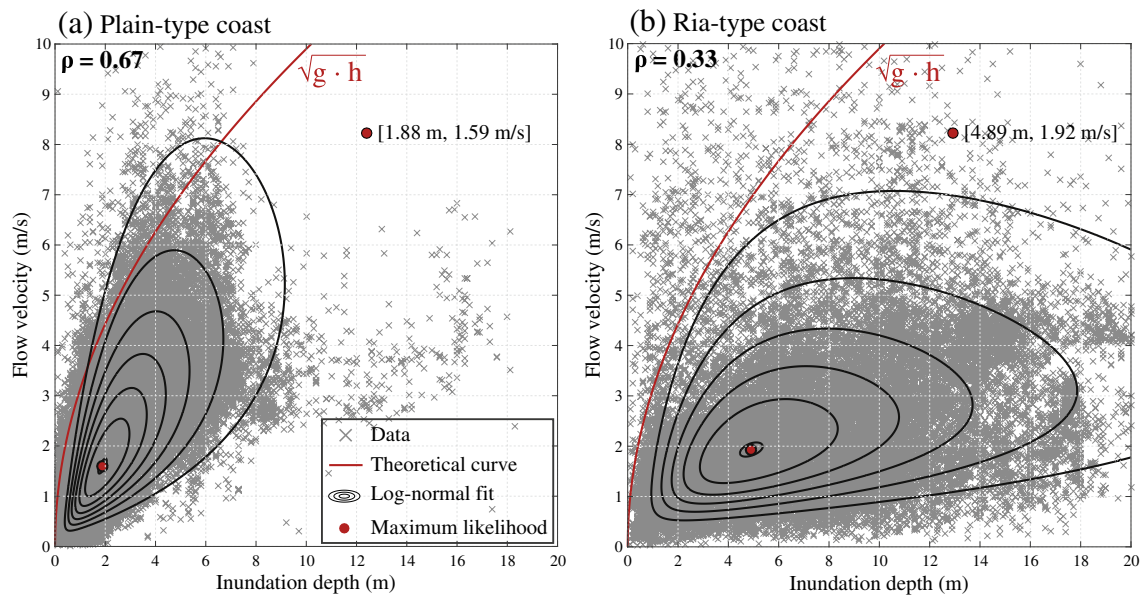 (a) Plain-type coast
ρ = 0.67
√g · h
[1.88 m, 1.59 m/s]
Flow velocity (m/s)
10
9
8
7
6
5
4
3
2
1
0
Data
Theoretical curve
Log-normal fit
Maximum likelihood
0 2 4 6 8 10 12 14 16 18 20
Inundation depth (m)
(b) Ria-type coast
ρ = 0.33
√g · h
[4.89 m, 1.92 m/s]
Flow velocity (m/s)
10
9
8
7
6
5
4
3
2
1
0
0 2 4 6 8 10 12 14 16 18 20
Inundation depth (m)